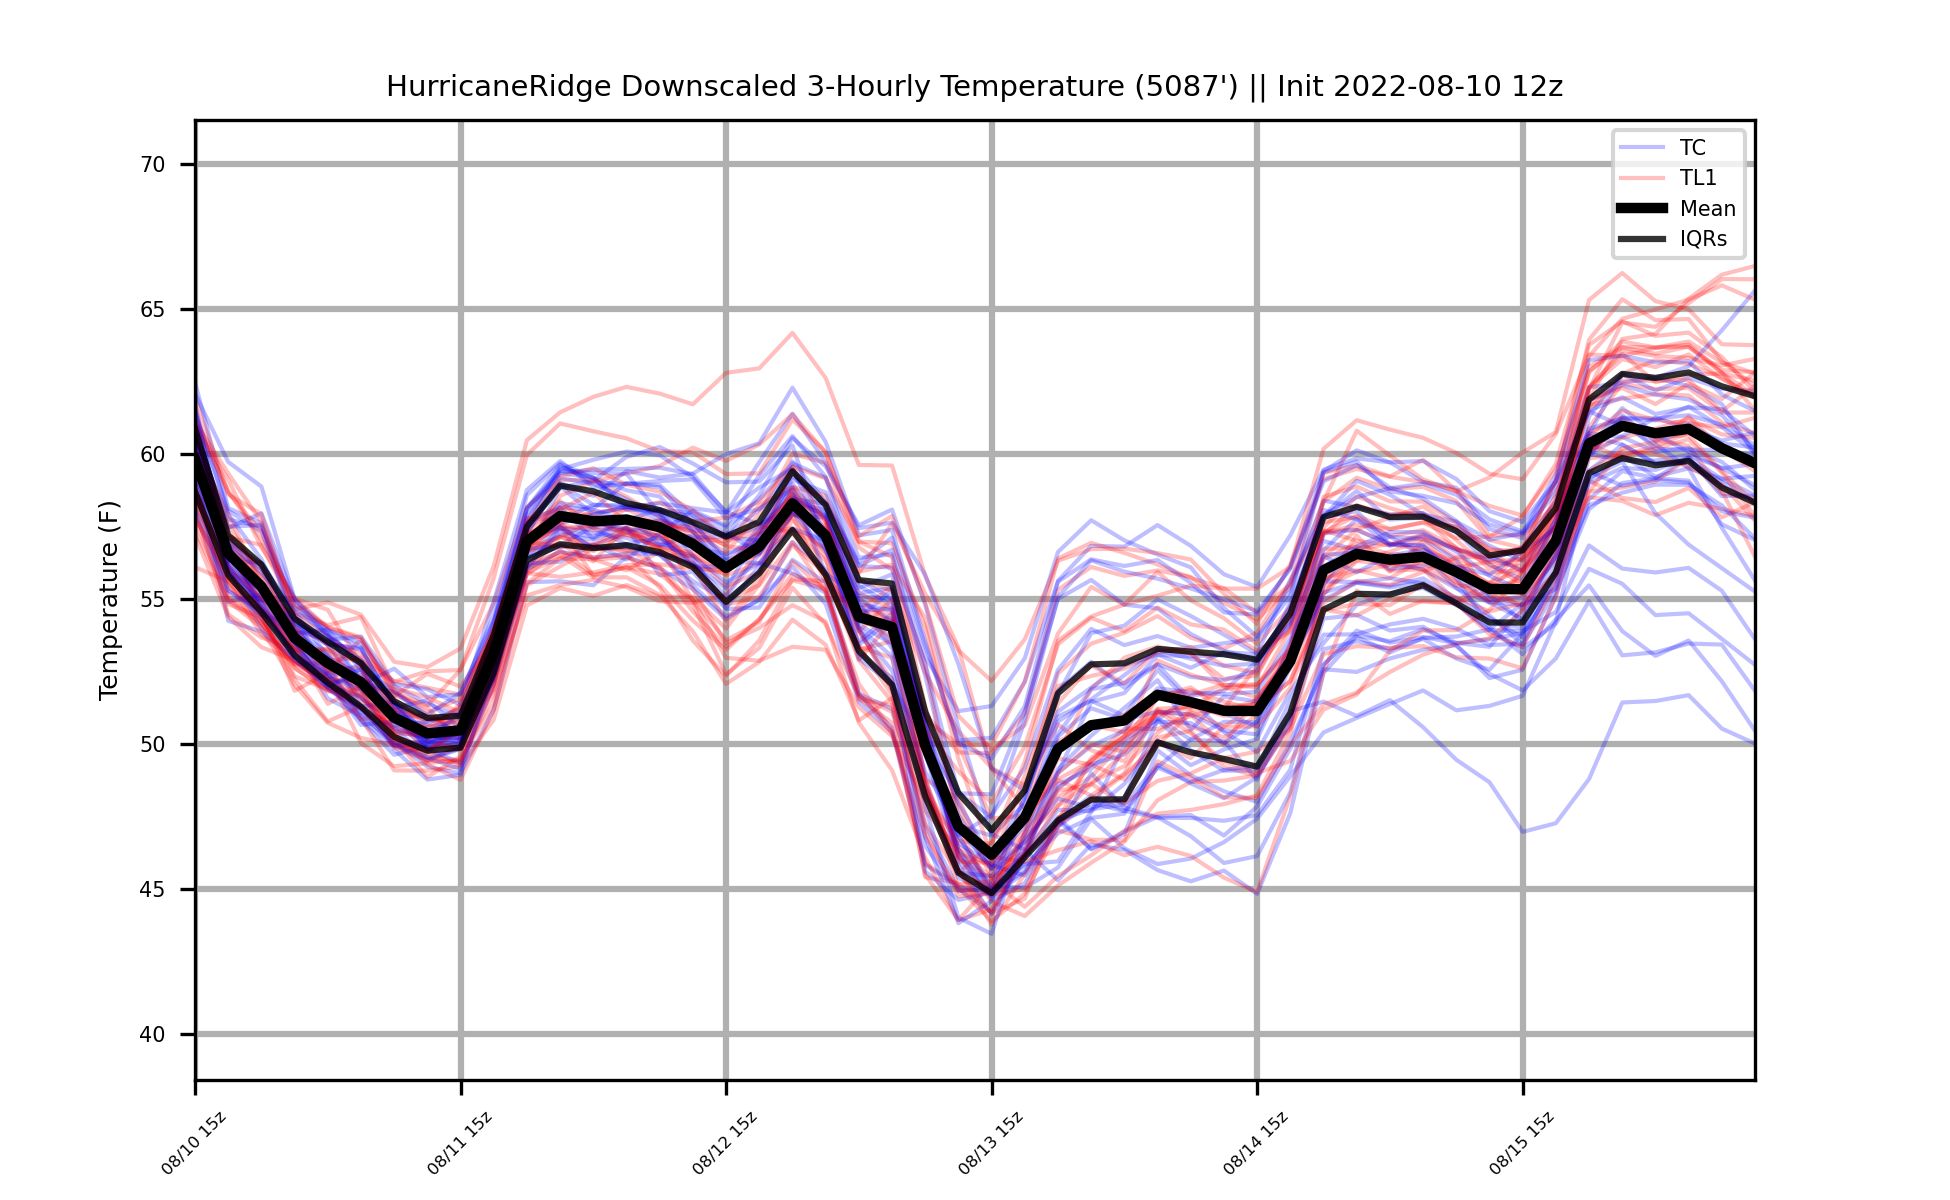 HurricaneRidge Downscaled 3-Hourly Temperature (5087') || Init 2022-08-10 12z
TC
TL1
Mean
IQRs
Temperature (F)
70
65
60
55
50
45
40
08/10 15z
08/11 15z
08/12 15z
08/13 15z
08/14 15z
08/15 15z